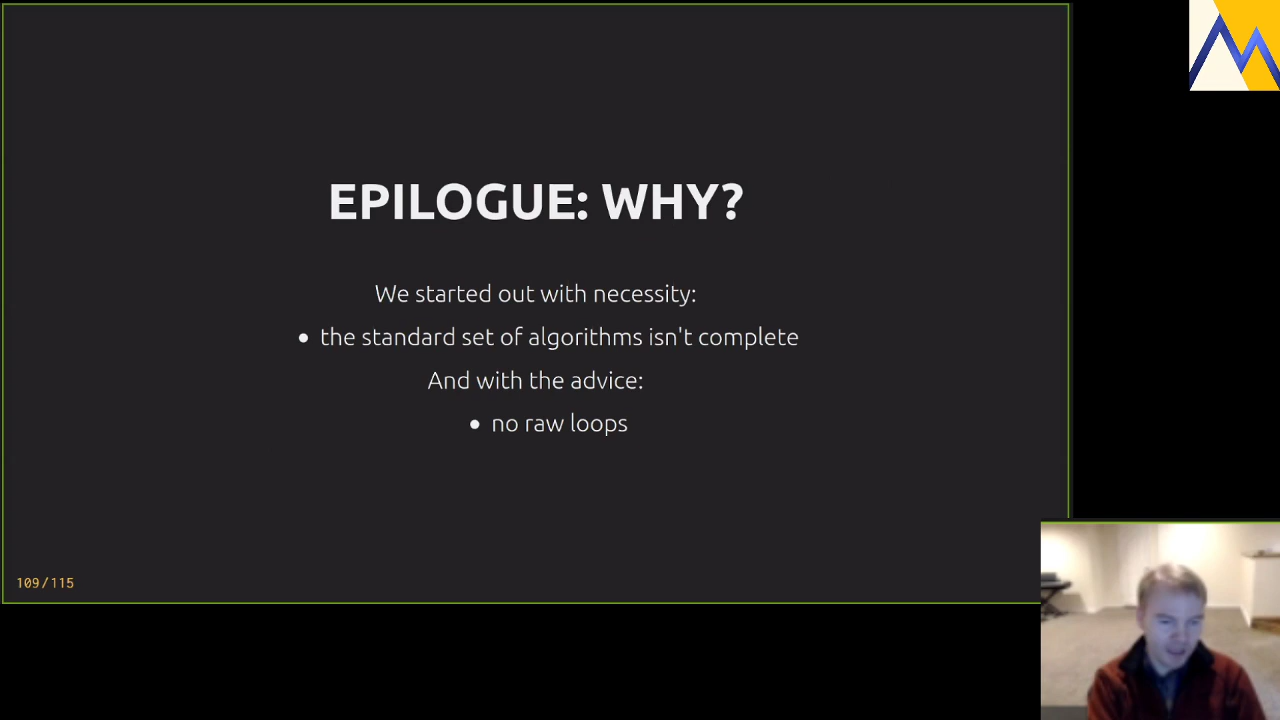 EPILOGUE: WHY?
We started out with necessity:
• the standard set of algorithms isn't complete
And with the advice:
• no raw loops
109/115